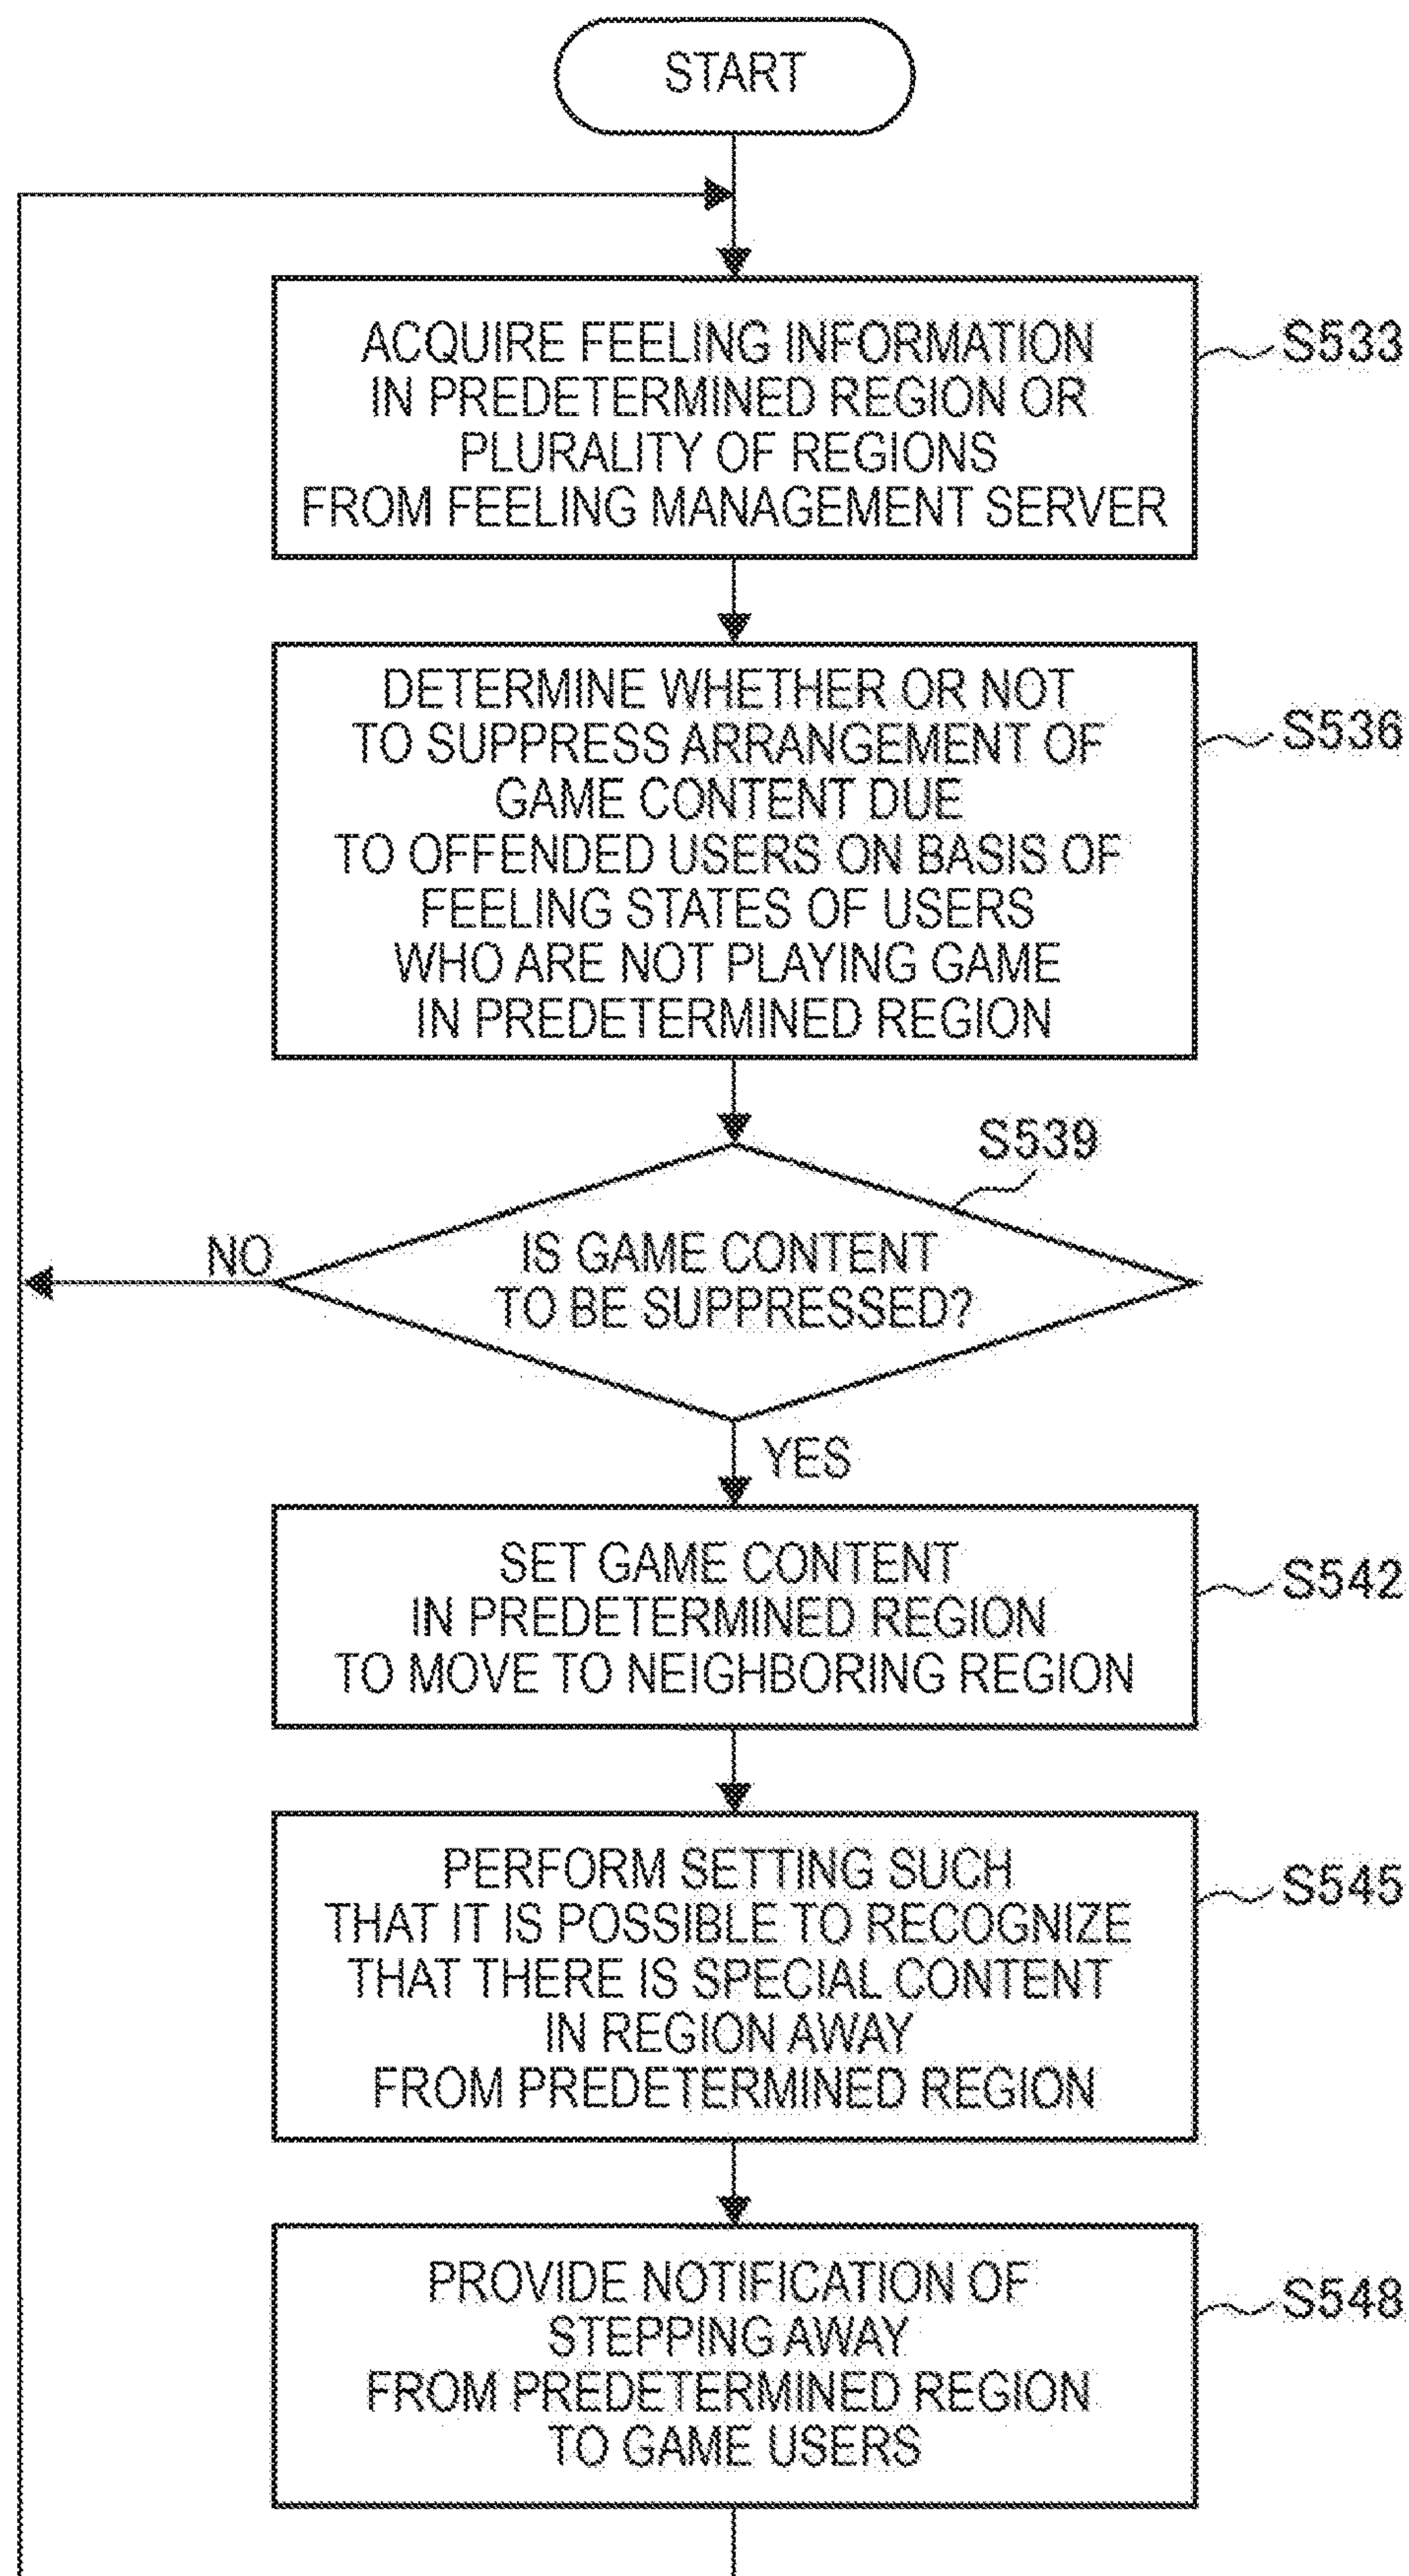 START
ACQUIRE FEELING INFORMATION
IN PREDETERMINED REGION OR
PLURALITY OF REGIONS
FROM FEELING MANAGEMENT SERVER
S533
DETERMINE WHETHER OR NOT
TO SUPPRESS ARRANGEMENT OF
GAME CONTENT DUE
TO OFFENDED USERS ON BASIS OF
FEELING STATES OF USERS
WHO ARE NOT PLAYING GAME
IN PREDETERMINED REGION
S536
S539
IS GAME CONTENT
TO BE SUPPRESSED?
NO
YES
SET GAME CONTENT
IN PREDETERMINED REGION
TO MOVE TO NEIGHBORING REGION
S542
PERFORM SETTING SUCH
THAT IT IS POSSIBLE TO RECOGNIZE
THAT THERE IS SPECIAL CONTENT
IN REGION AWAY
FROM PREDETERMINED REGION
S545
PROVIDE NOTIFICATION OF
STEPPING AWAY
FROM PREDETERMINED REGION
TO GAME USERS
S548